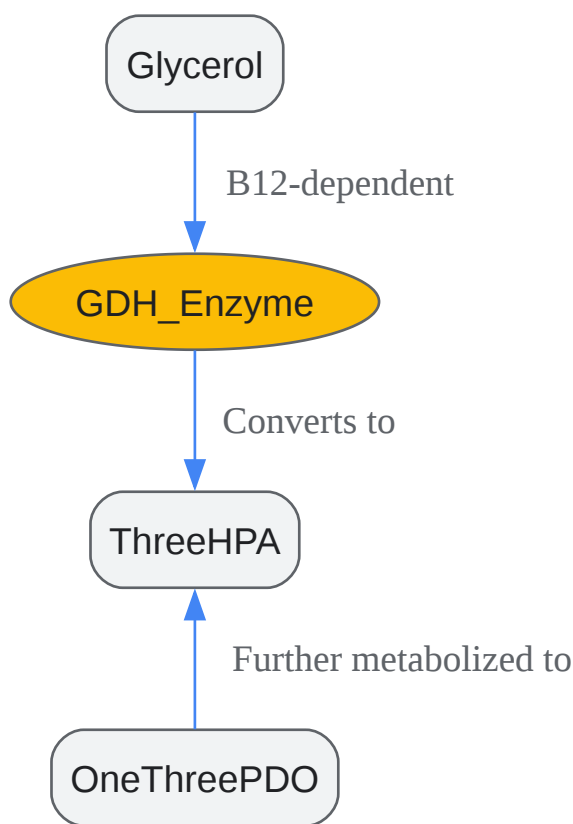 Glycerol
B12-dependent
GDH_Enzyme
Converts to
ThreeHPA
Further metabolized to
OneThreePDO